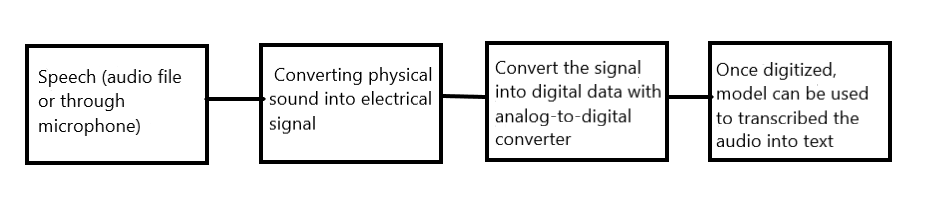 Speech (audio file
or through
microphone)
Converting physical
sound into electrical
signal
Convert the signal
into digital data with
analog-to-digital
converter
Once digitized,
model can be used
to transcribed the
audio into text